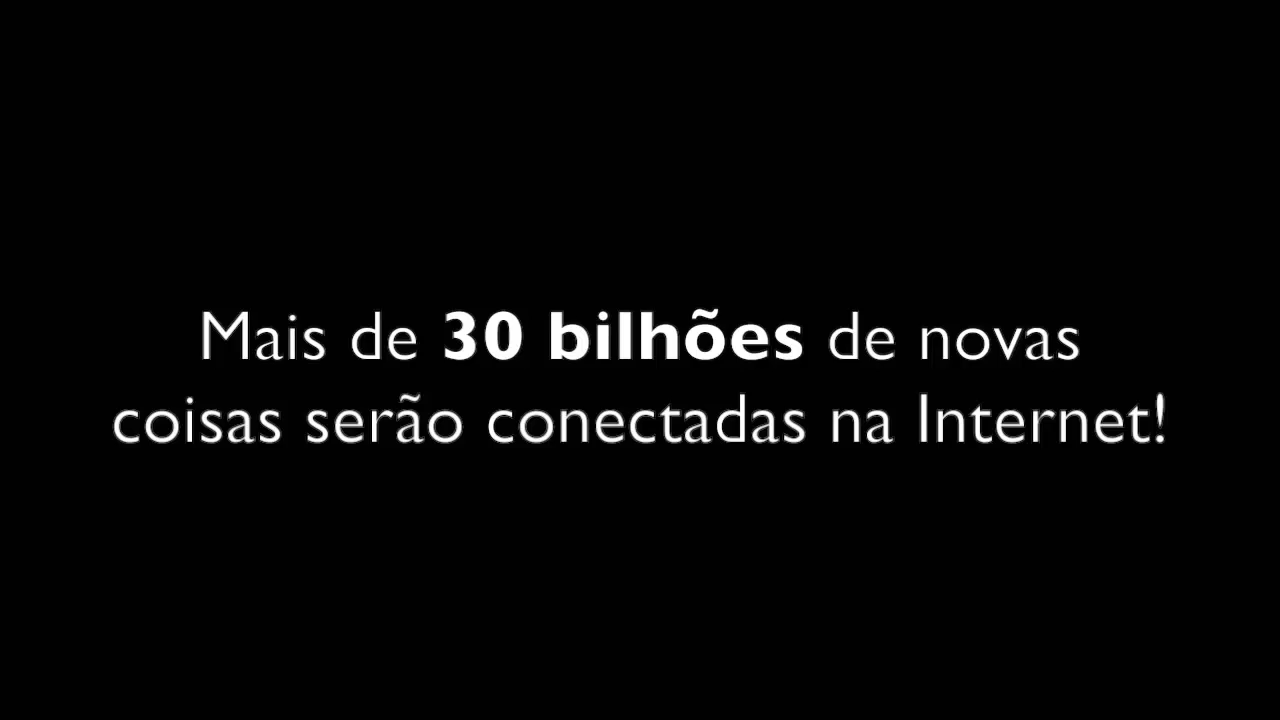 Mais de 30 bilhões de novas
coisas serão conectadas na Internet!